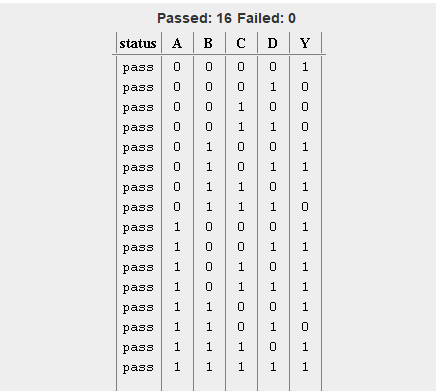 Passed: 16 Failed: 0
status A B C D Y
pass 0 0 0 0 1
pass 0 0 0 1 0
pass 0 0 1 0 0
pass 0 0 1 1 0
pass 0 1 0 0 1
pass 0 1 0 1 1
pass 0 1 1 0 1
pass 0 1 1 1 0
pass 1 0 0 0 1
pass 1 0 0 1 1
pass 1 0 1 0 1
pass 1 0 1 1 1
pass 1 1 0 0 1
pass 1 1 0 1 0
pass 1 1 1 0 1
pass 1 1 1 1 1